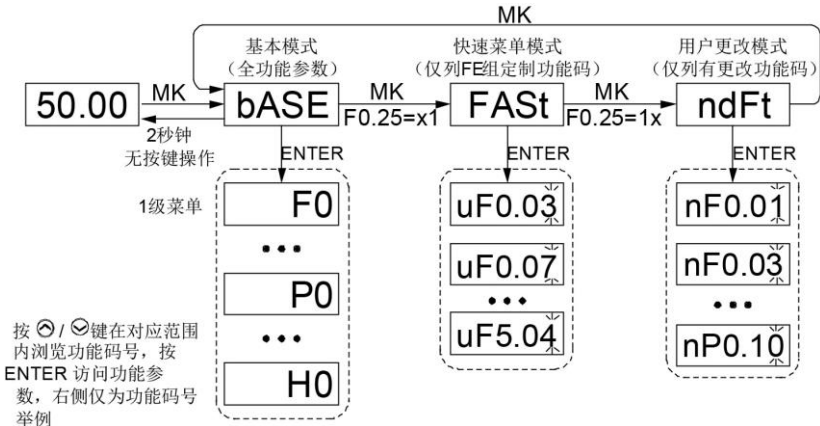 MK
基本模式
（全功能参数）
快速菜单模式
（仅列FE组定制功能码）
用户更改模式
（仅列有更改功能码）
50.00
MK
2秒钟
无按键操作
bASE
MK
F0.25=x1
FASt
MK
F0.25=1x
ndFt
ENTER
ENTER
ENTER
1级菜单
F0
•••
P0
•••
H0
uF0.03
uF0.07
•••
uF5.04
nF0.01
nF0.03
•••
nP0.10
按 / 键在对应范围
内浏览功能码号，按
ENTER 访问功能参
数，右侧仅为功能码号
举例